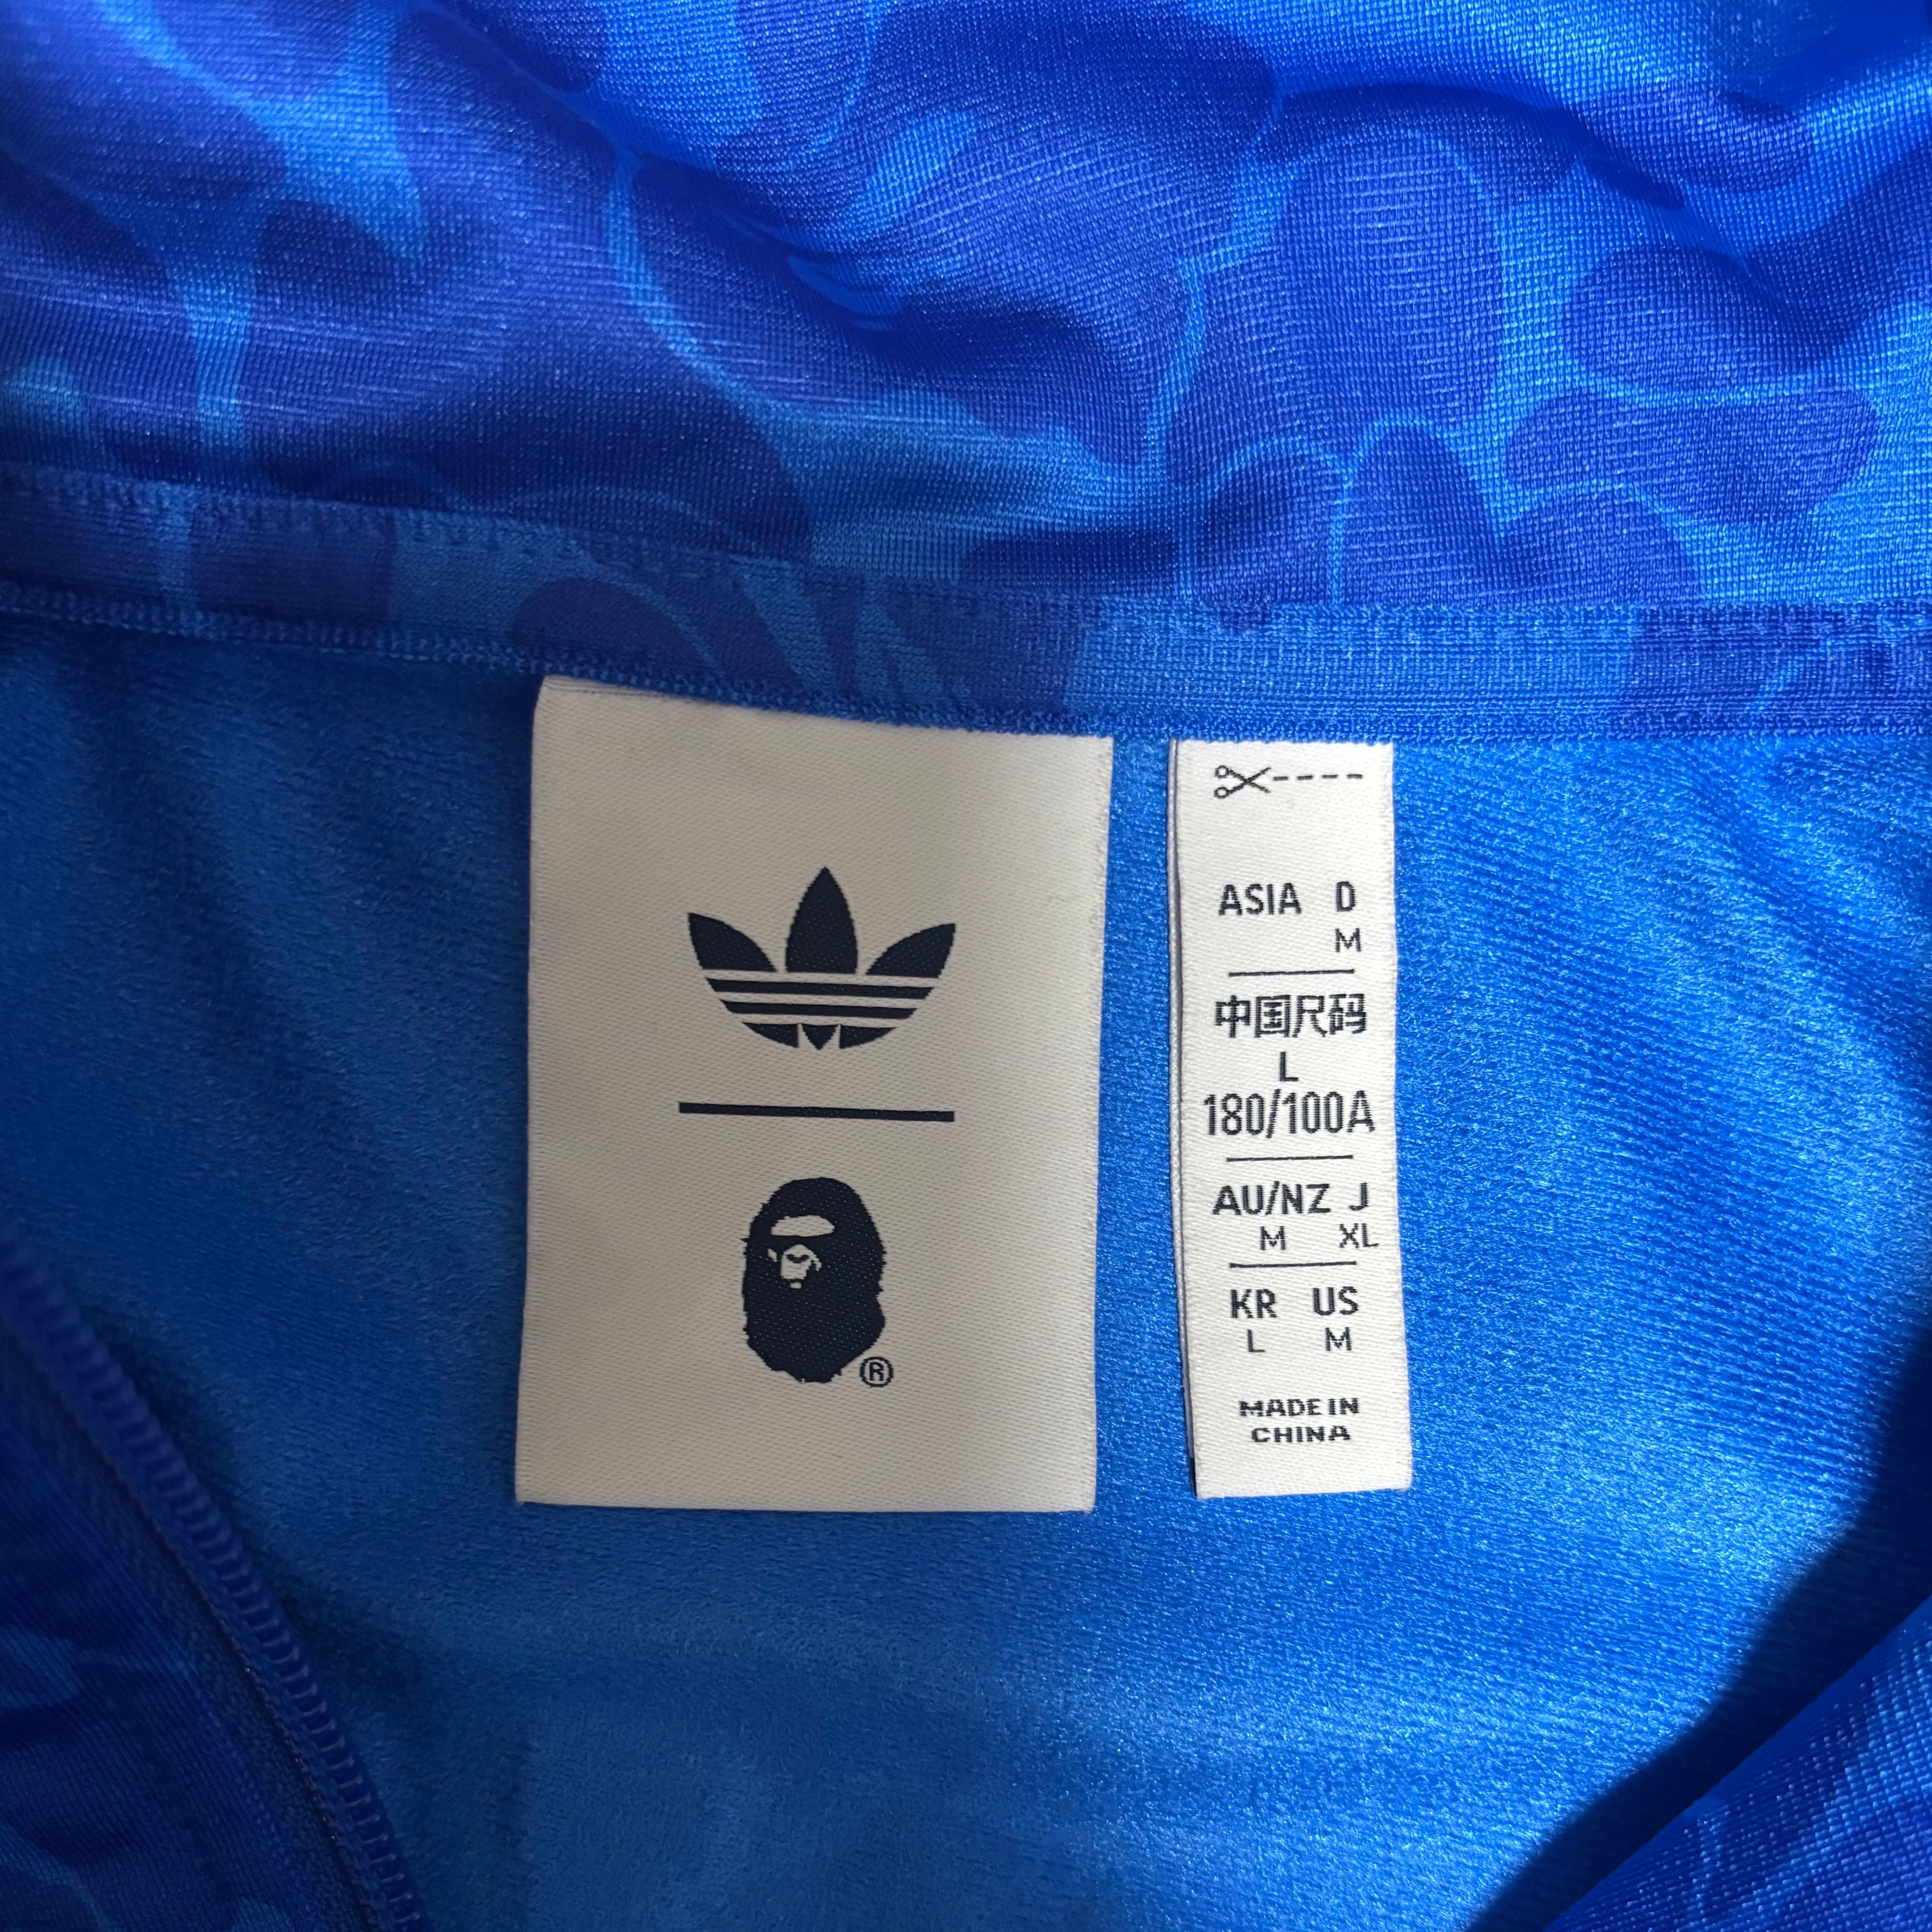 ASIA D
M
中国尺码
L
180/100A
AU/NZ J
M XL
KR US
L M
MADE IN
CHINA
®